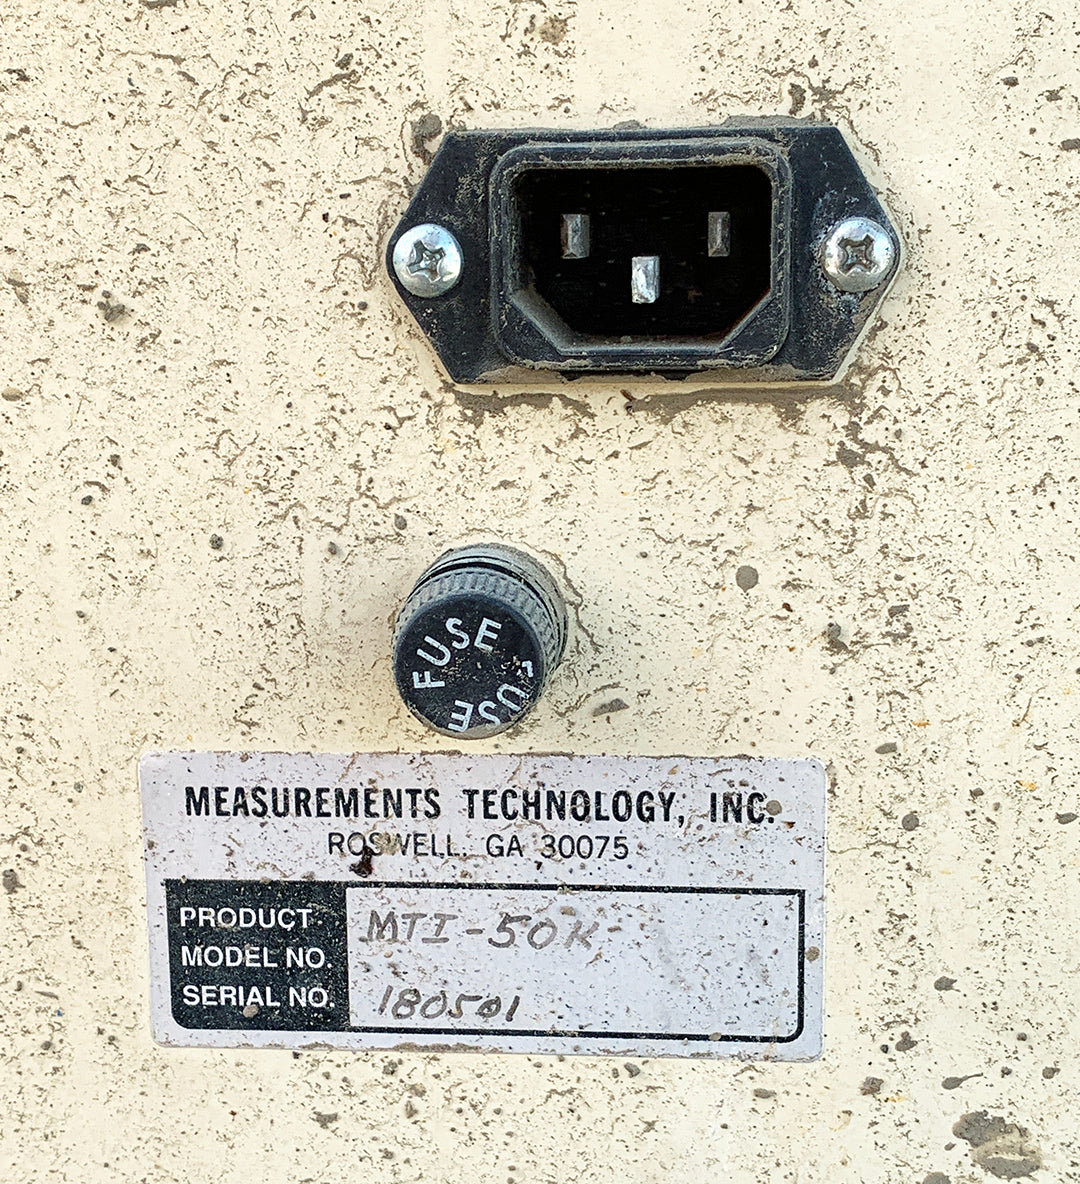 FUSE
FUSE
MEASUREMENTS TECHNOLOGY, INC.
ROSWELL, GA 30075
PRODUCT MTI-50K
MODEL NO.
SERIAL NO. 180501